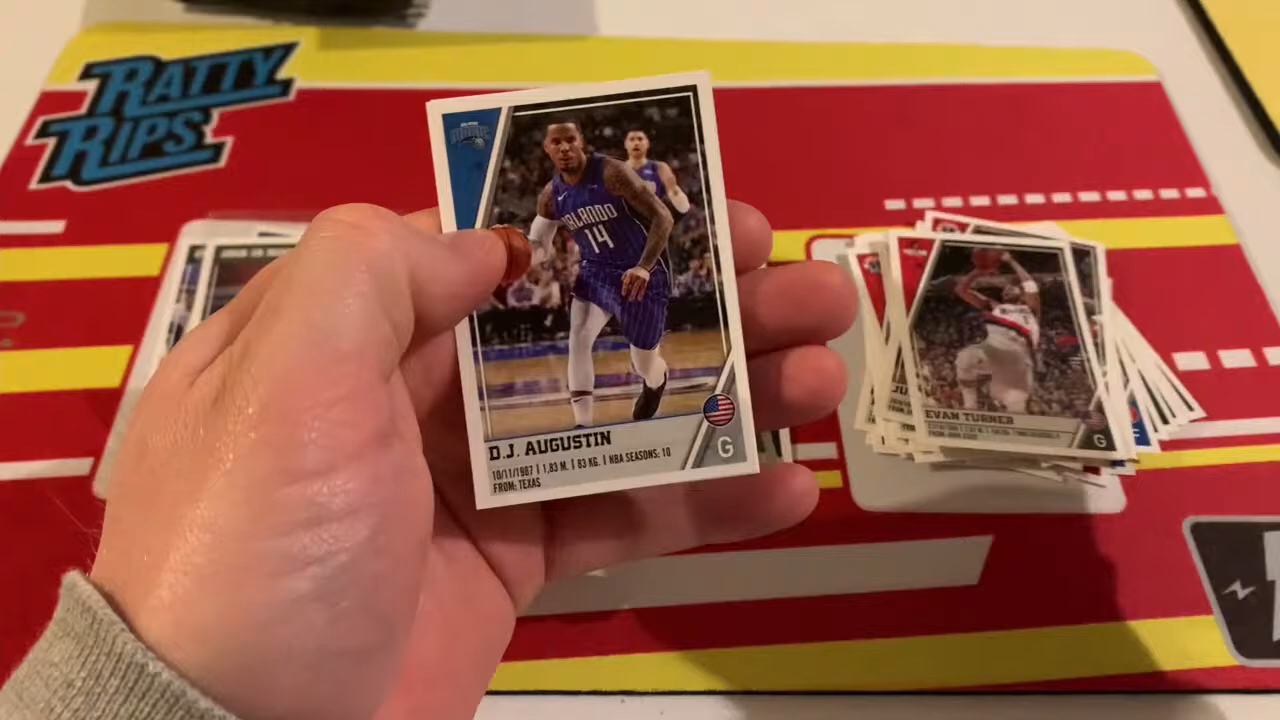 RATTY
RIPS
MAGIC
ORLANDO
14
D.J. AUGUSTIN
10/11/1987 | 1,83 M. | 83 KG. | NBA SEASONS: 10
FROM: TEXAS
G
EVAN TURNER
G